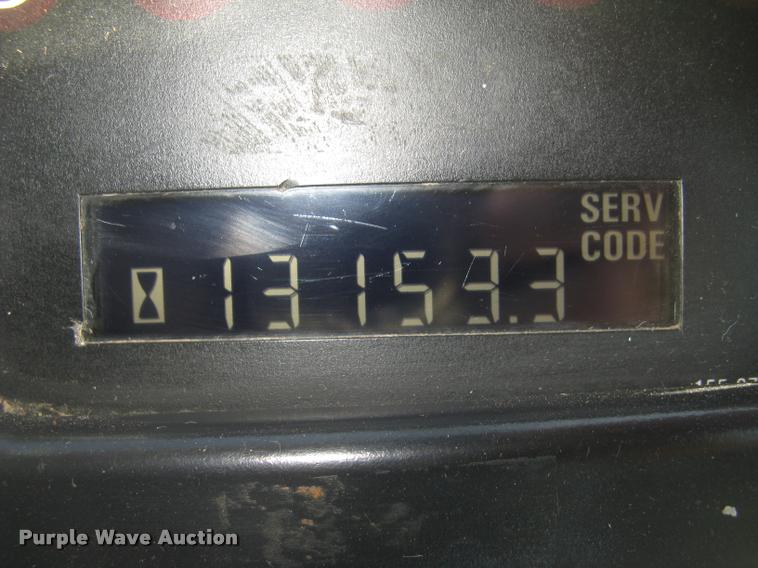 SERV
CODE
13159.3
Purple Wave Auction